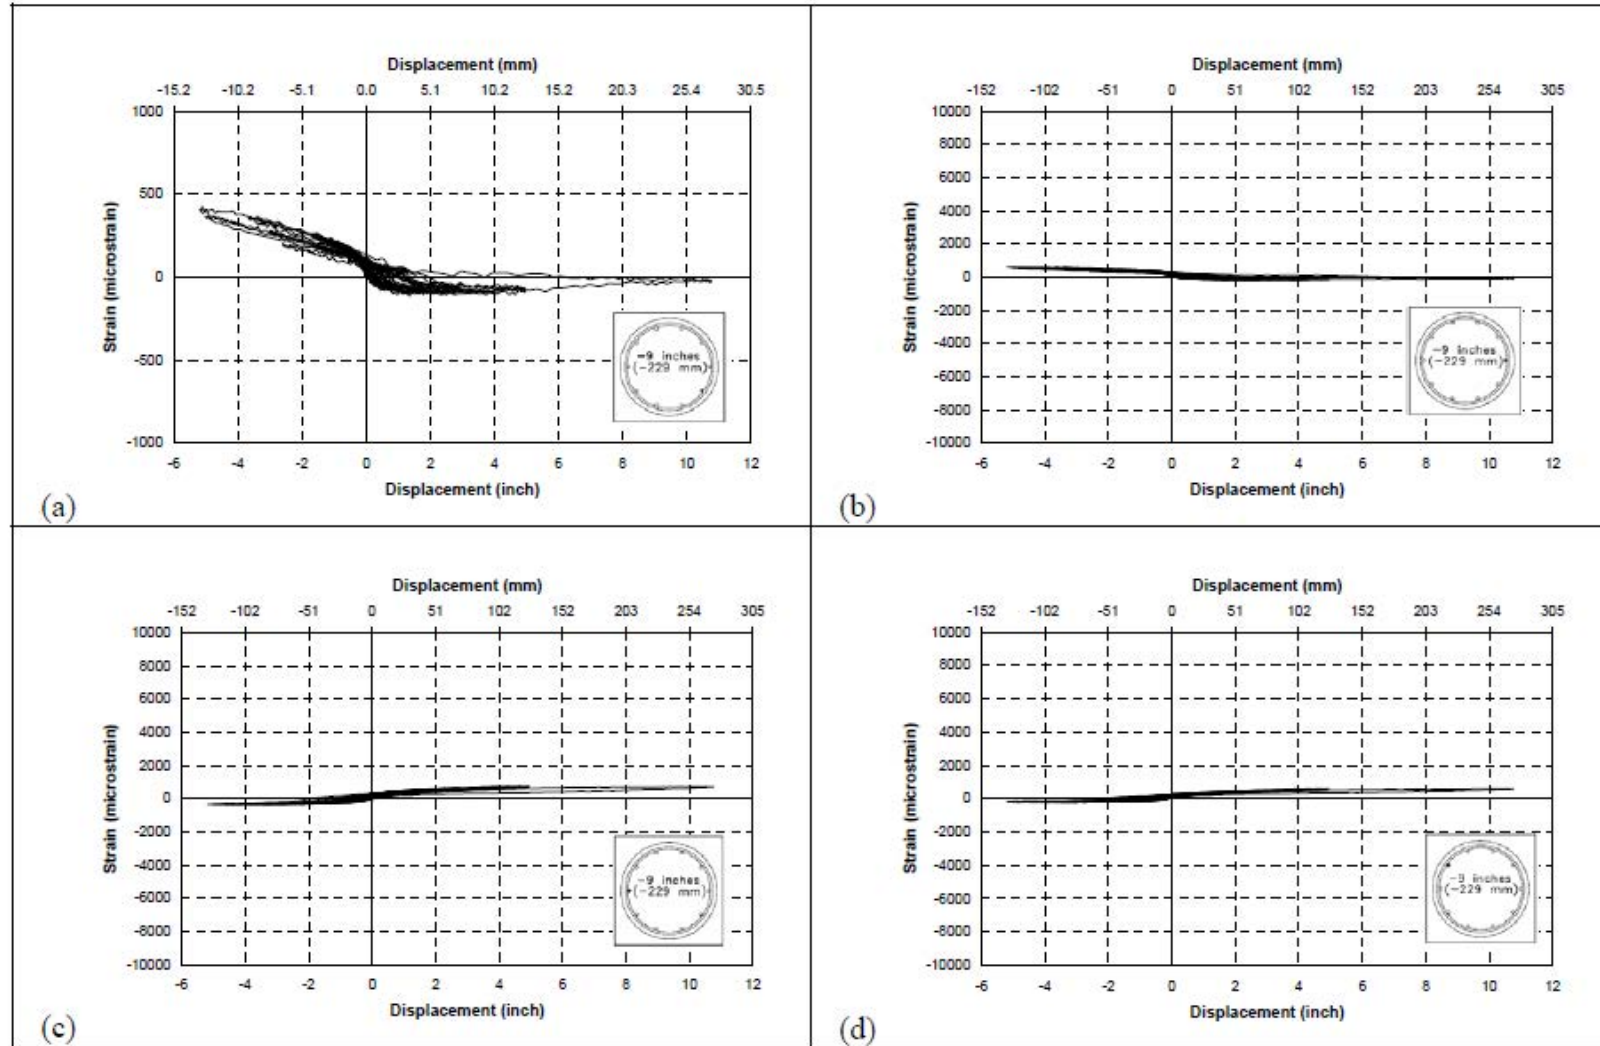 Displacement (mm)
-15.2 -10.2 -5.1 0.0 5.1 10.2 15.2 20.3 25.4 30.5
1000
500
0
-500
-1000
Strain (microstrain)
-9 inches
(-229 mm)
-6 -4 -2 0 2 4 6 8 10 12
Displacement (inch)
(a)
Displacement (mm)
-152 -102 -51 0 51 102 152 203 254 305
10000
8000
6000
4000
2000
0
-2000
-4000
-6000
-8000
-10000
Strain (microstrain)
-9 inches
(-229 mm)
-6 -4 -2 0 2 4 6 8 10 12
Displacement (inch)
(b)
Displacement (mm)
-152 -102 -51 0 51 102 152 203 254 305
10000
8000
6000
4000
2000
0
-2000
-4000
-6000
-8000
-10000
Strain (microstrain)
-9 inches
(-229 mm)
-6 -4 -2 0 2 4 6 8 10 12
Displacement (inch)
(c)
Displacement (mm)
-152 -102 -51 0 51 102 152 203 254 305
10000
8000
6000
4000
2000
0
-2000
-4000
-6000
-8000
-10000
Strain (microstrain)
-9 inches
(-229 mm)
-6 -4 -2 0 2 4 6 8 10 12
Displacement (inch)
(d)